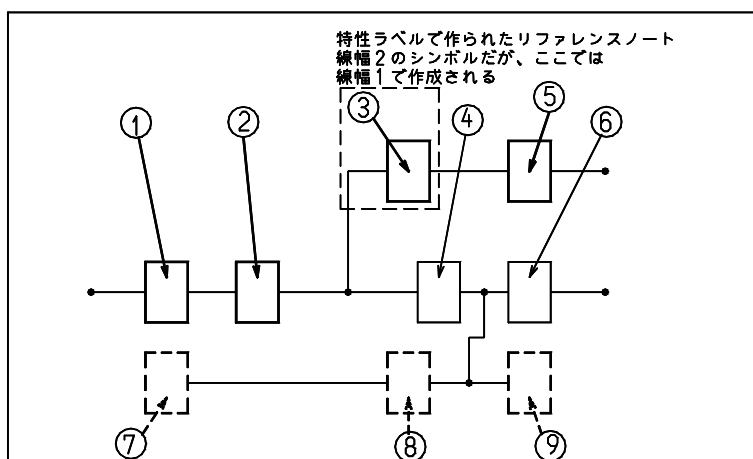 特性ラベルで作られたリファレンスノート
線幅2のシンボルだが、ここでは
線幅1で作成される
③ ⑤
① ② ④ ⑥
⑦ ⑧ ⑨